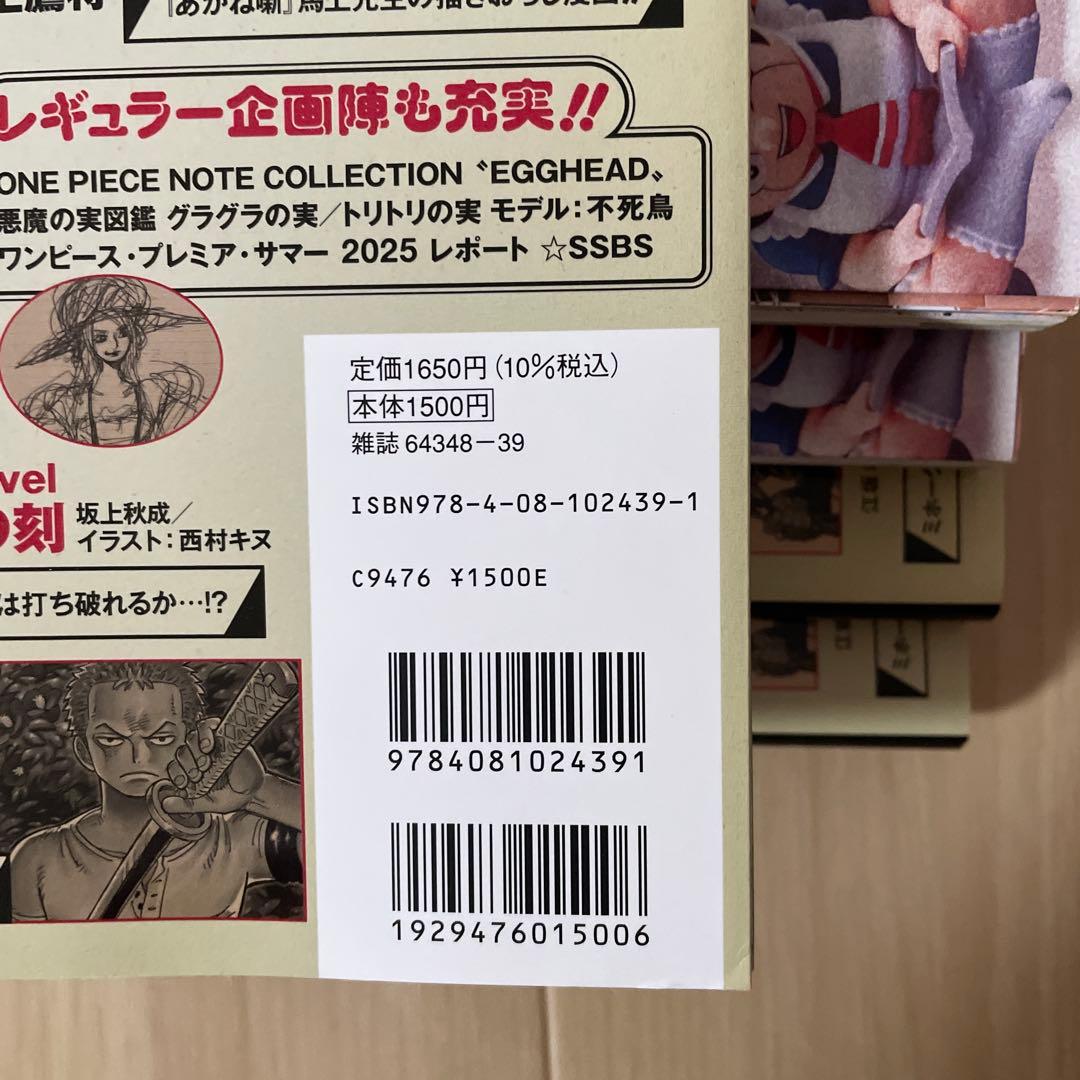 『あかね噺』馬上先生の描きおろし漫画!!
レギュラー企画陣も充実!!
ONE PIECE NOTE COLLECTION〝EGGHEAD〟
悪魔の実図鑑 グラグラの実／トリトリの実 モデル：不死鳥
ワンピース・プレミア・サマー 2025 レポート ☆SSBS
定価1650円(10%税込)
本体1500円
雑誌 64348-39
ISBN978-4-08-102439-1
C9476 ¥1500E
vel
の刻
坂上秋成／
イラスト：西村キヌ
は打ち破れるか…!?
9784081024391
1929476015006